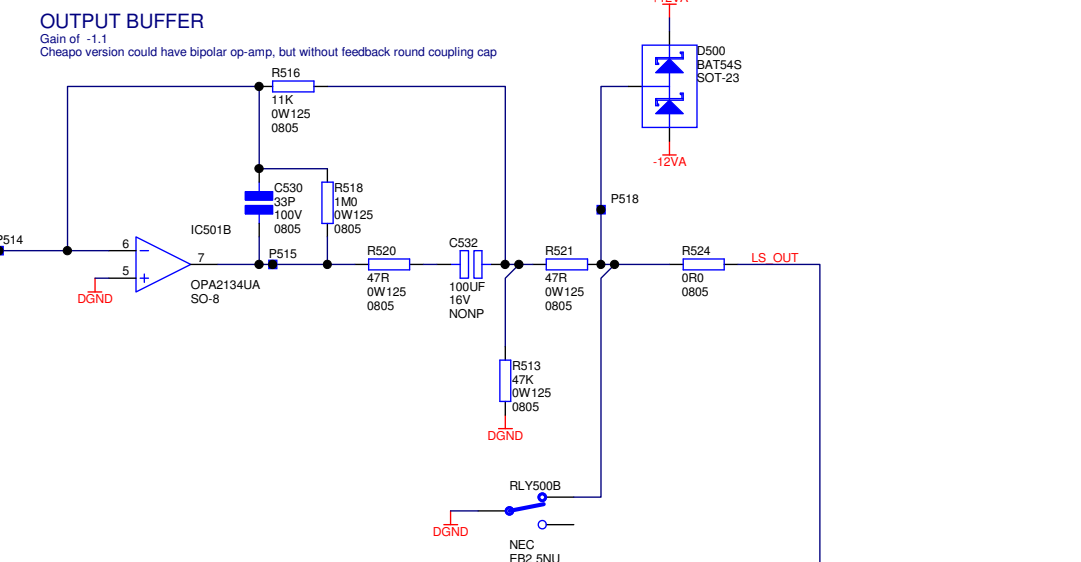 OUTPUT BUFFER
Gain of -1.1
Cheapo version could have bipolar op-amp, but without feedback round coupling cap
D500
BAT54S
SOT-23
-12VA
R516
11K
0W125
0805
C530
33P
100V
0805
R518
1M0
0W125
0805
P518
P514
6
5
7
IC501B
OPA2134UA
SO-8
DGND
P515
R520
47R
0W125
0805
C532
100UF
16V
NONP
R521
47R
0W125
0805
R524
0R0
0805
LS_OUT
R513
47K
0W125
0805
DGND
RLY500B
DGND
NEC